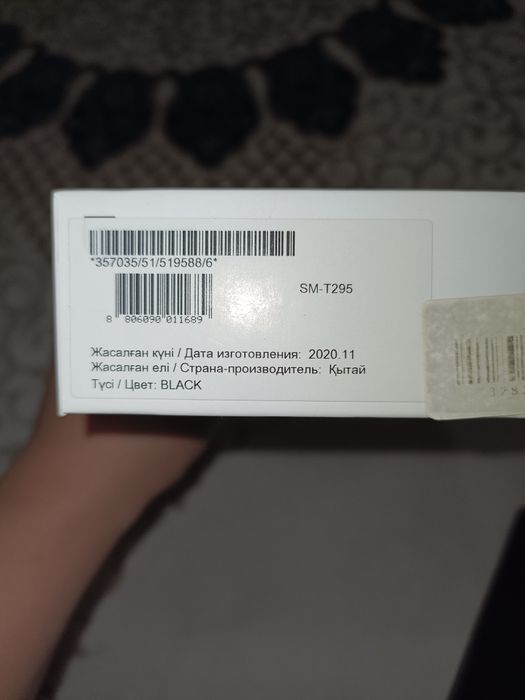 *357035/51/519588/6*
SM-T295
8 806090 011689
Жасалған күні / Дата изготовления: 2020.11
Жасалған елі / Страна-производитель: Қытай
Түсі / Цвет: BLACK